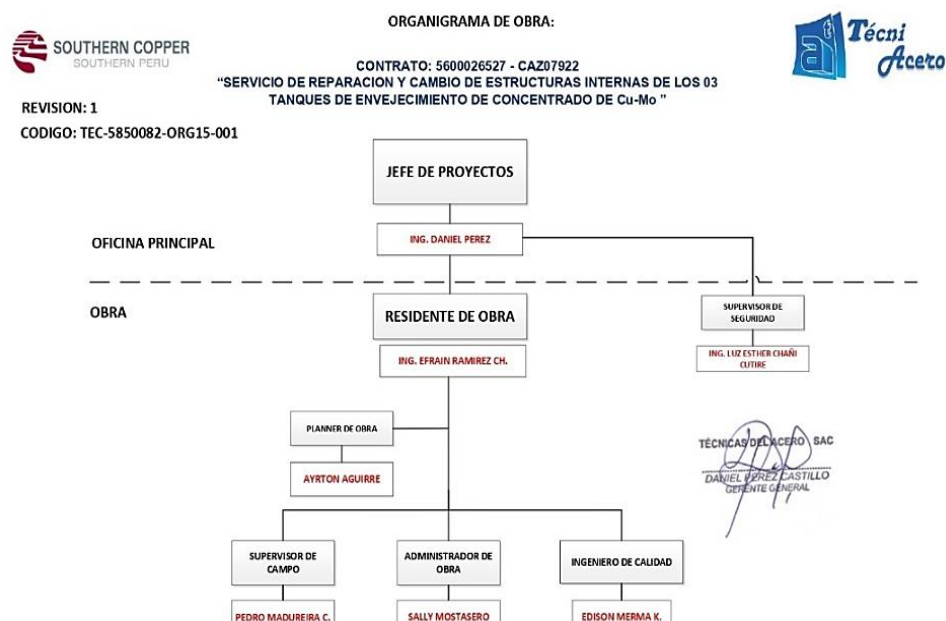 ORGANIGRAMA DE OBRA:
SOUTHERN COPPER
SOUTHERN PERU
Técni
Acero
CONTRATO: 5600026527 - CAZ07922
“SERVICIO DE REPARACION Y CAMBIO DE ESTRUCTURAS INTERNAS DE LOS 03
TANQUES DE ENVEJECIMIENTO DE CONCENTRADO DE Cu-Mo ”
REVISION: 1
CODIGO: TEC-5850082-ORG15-001
JEFE DE PROYECTOS
OFICINA PRINCIPAL
ING. DANIEL PEREZ
OBRA
RESIDENTE DE OBRA
ING. EFRAIN RAMIREZ CH.
SUPERVISOR DE
SEGURIDAD
ING. LUZ ESTHER CHAÑI
CUTIRE
PLANNER DE OBRA
AYRTON AGUIRRE
TÉCNICAS DEL ACERO SAC
DANIEL PEREZ CASTILLO
GERENTE GENERAL
SUPERVISOR DE
CAMPO
PEDRO MADUREIRA C.
ADMINISTRADOR DE
OBRA
SALLY MOSTASERO
INGENIERO DE CALIDAD
EDISON MERMA K.